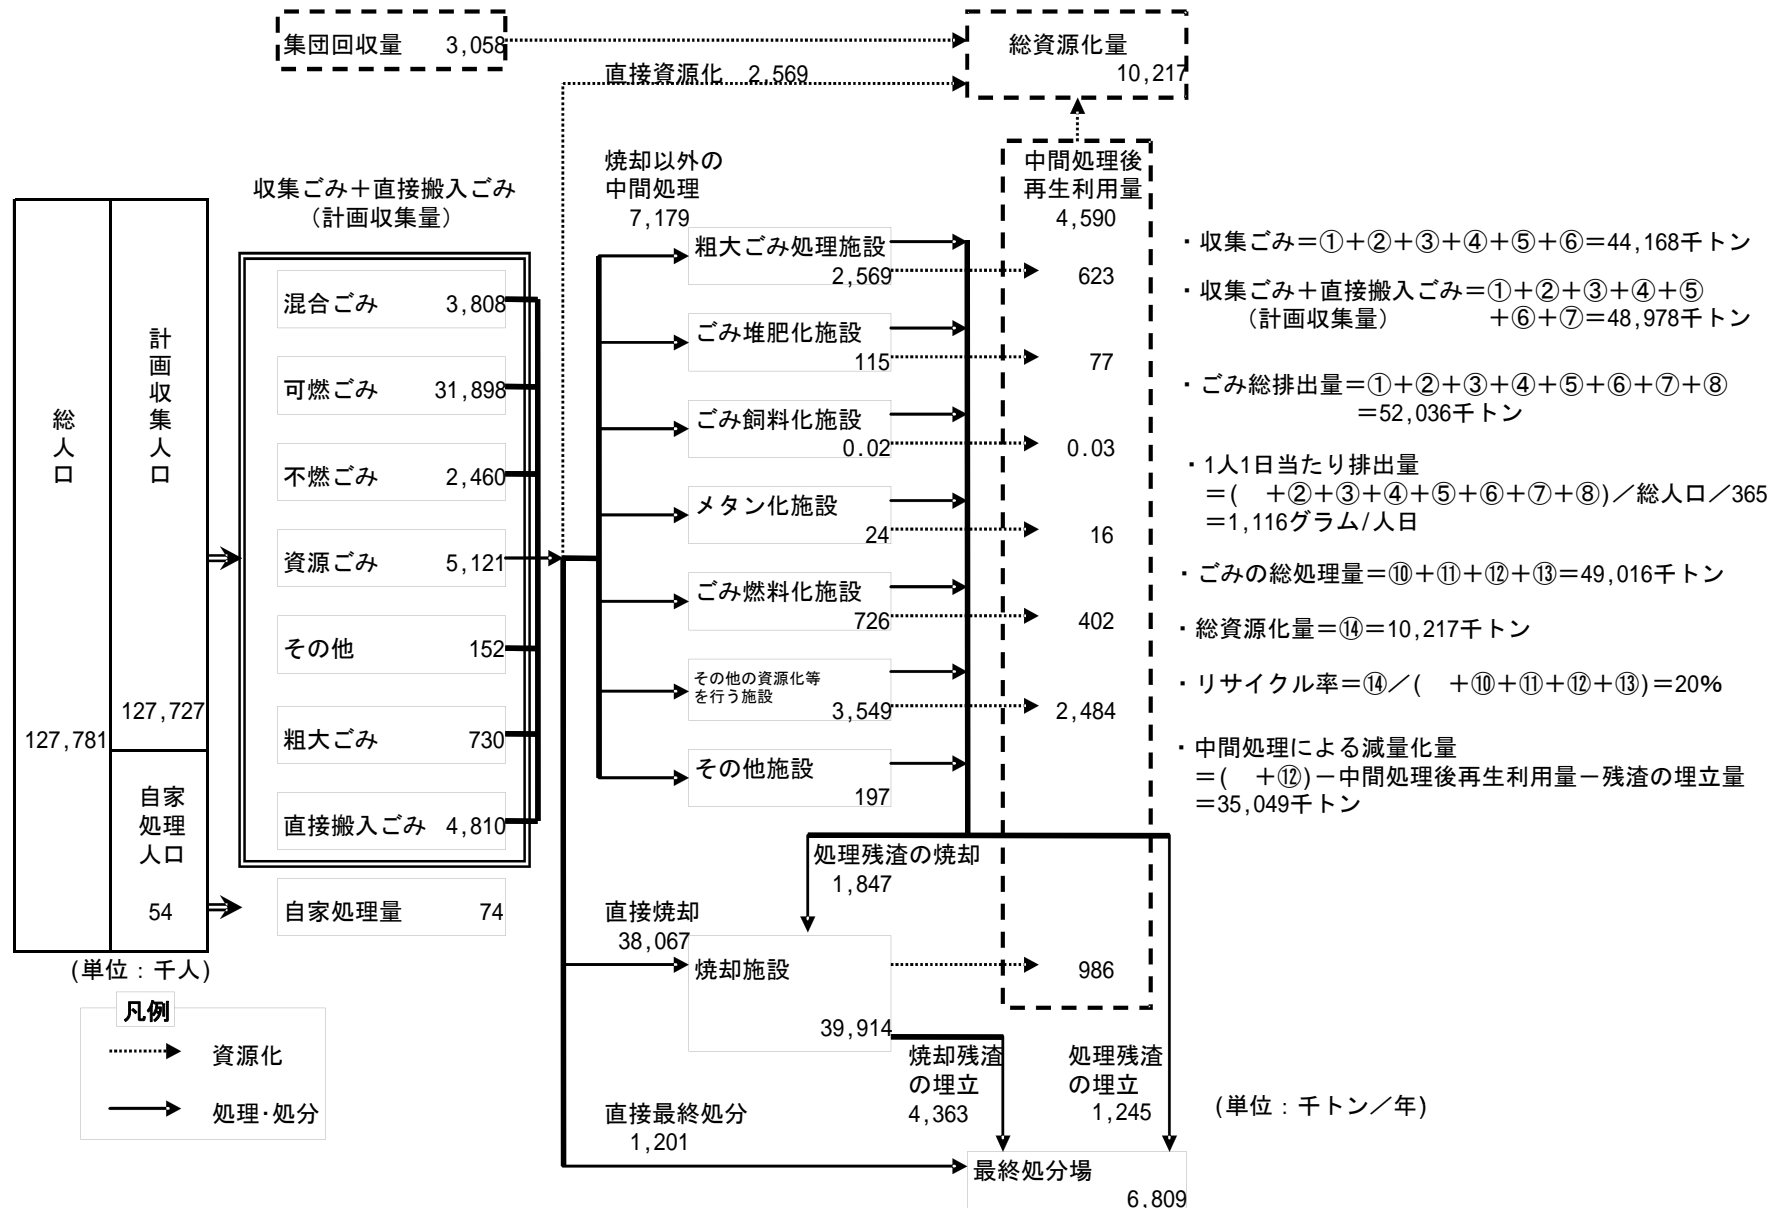 集団回収量 3,058
総資源化量
10,217
直接資源化 2,569
焼却以外の
中間処理
7,179
中間処理後
再生利用量
4,590
収集ごみ＋直接搬入ごみ
（計画収集量）
総人口
127,781
計画収集人口
127,727
自家
処理
人口
54
(単位：千人)
混合ごみ 3,808
可燃ごみ 31,898
不燃ごみ 2,460
資源ごみ 5,121
その他 152
粗大ごみ 730
直接搬入ごみ 4,810
自家処理量 74
粗大ごみ処理施設
2,569
623
ごみ堆肥化施設
115
77
ごみ飼料化施設
0.02
0.03
メタン化施設
24
16
ごみ燃料化施設
726
402
その他の資源化等
を行う施設
3,549
2,484
その他施設
197
処理残渣の焼却
1,847
直接焼却
38,067
焼却施設
39,914
986
焼却残渣
の埋立
4,363
処理残渣
の埋立
1,245
直接最終処分
1,201
最終処分場
6,809
凡例
資源化
処理・処分
・収集ごみ＝①＋②＋③＋④＋⑤＋⑥＝44,168千トン
・収集ごみ＋直接搬入ごみ＝①＋②＋③＋④＋⑤
（計画収集量） ＋⑥＋⑦＝48,978千トン
・ごみ総排出量＝①＋②＋③＋④＋⑤＋⑥＋⑦＋⑧
＝52,036千トン
・1人1日当たり排出量
＝( ＋②＋③＋④＋⑤＋⑥＋⑦＋⑧)／総人口／365
＝1,116グラム/人日
・ごみの総処理量＝⑩＋⑪＋⑫＋⑬＝49,016千トン
・総資源化量＝⑭＝10,217千トン
・リサイクル率＝⑭／( ＋⑩＋⑪＋⑫＋⑬)＝20%
・中間処理による減量化量
＝( ＋⑫)－中間処理後再生利用量－残渣の埋立量
＝35,049千トン
(単位：千トン／年)